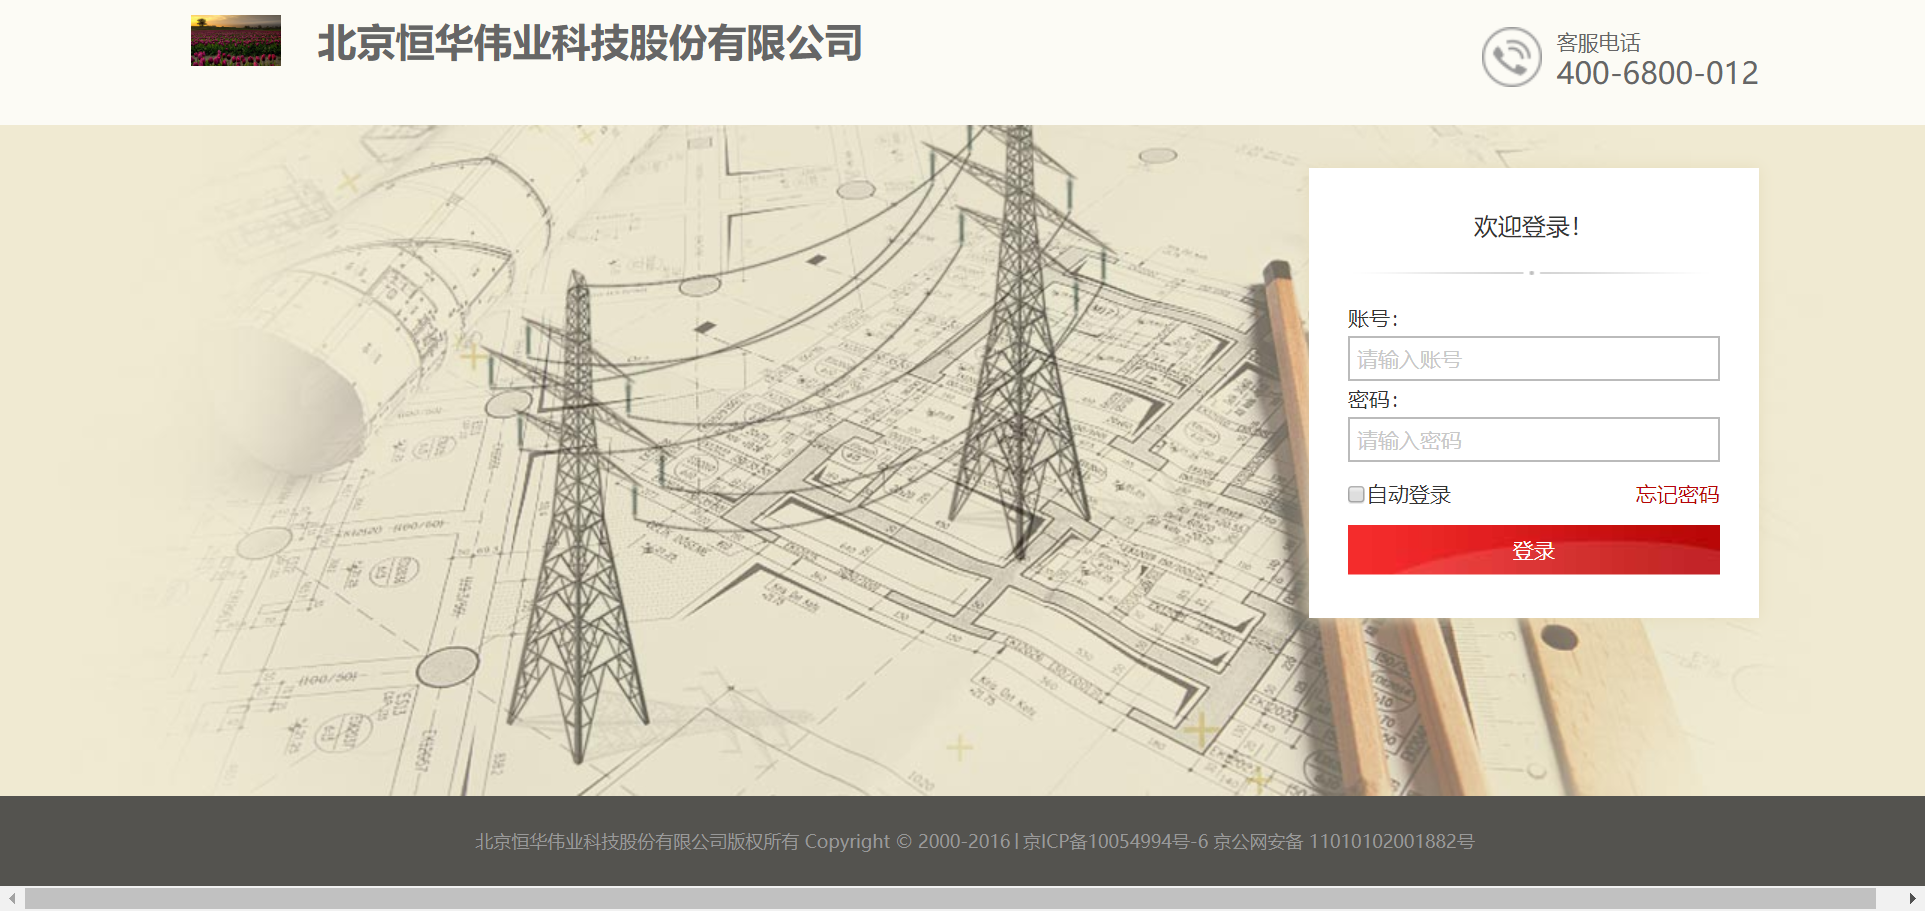 北京恒华伟业科技股份有限公司
客服电话
400-6800-012
欢迎登录！
账号：
请输入账号
密码：
请输入密码
自动登录 忘记密码
登录
北京恒华伟业科技股份有限公司版权所有 Copyright © 2000-2016 | 京ICP备10054994号-6 京公网安备 11010102001882号